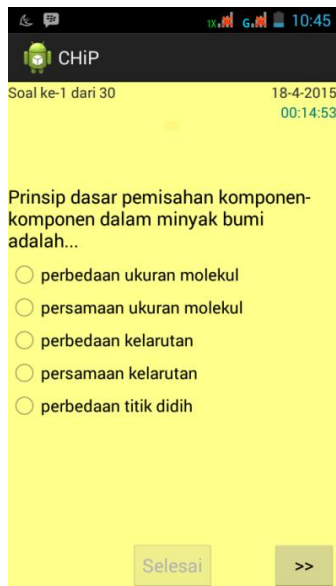 1X G 10:45
CHiP
Soal ke-1 dari 30 18-4-2015
00:14:53
Prinsip dasar pemisahan komponen-
komponen dalam minyak bumi
adalah...
perbedaan ukuran molekul
persamaan ukuran molekul
perbedaan kelarutan
persamaan kelarutan
perbedaan titik didih
Selesai >>